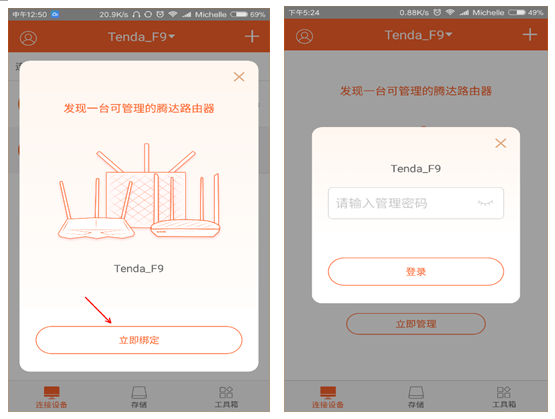 中午12:50 20.9K/s Michelle 69%
Tenda_F9
发现一台可管理的腾达路由器
Tenda_F9
立即绑定
连接设备 存储 工具箱
下午5:24 0.88K/s Michelle 49%
Tenda_F9
发现一台可管理的腾达路由器
Tenda_F9
请输入管理密码
登录
立即管理
连接设备 存储 工具箱